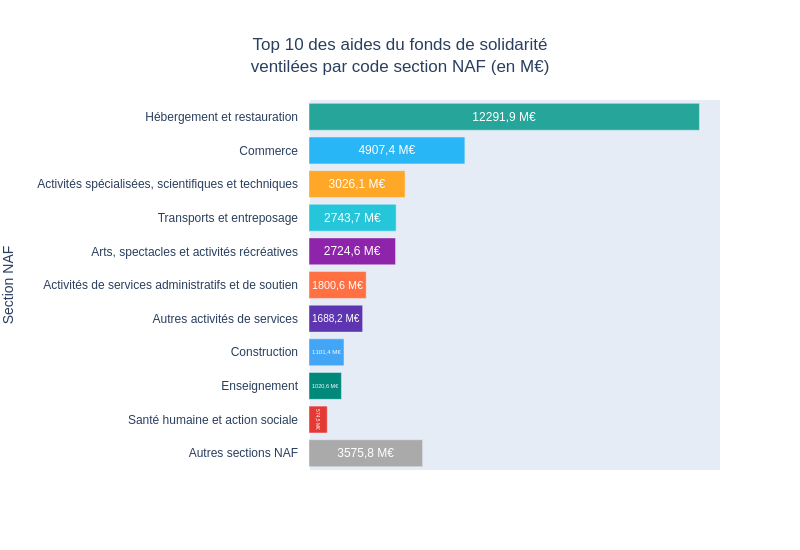 Top 10 des aides du fonds de solidarité
ventilées par code section NAF (en M€)
Section NAF
Hébergement et restauration 12291,9 M€
Commerce 4907,4 M€
Activités spécialisées, scientifiques et techniques 3026,1 M€
Transports et entreposage 2743,7 M€
Arts, spectacles et activités récréatives 2724,6 M€
Activités de services administratifs et de soutien 1800,6 M€
Autres activités de services 1688,2 M€
Construction 1101,4 M€
Enseignement 1020,6 M€
Santé humaine et action sociale
Autres sections NAF 3575,8 M€